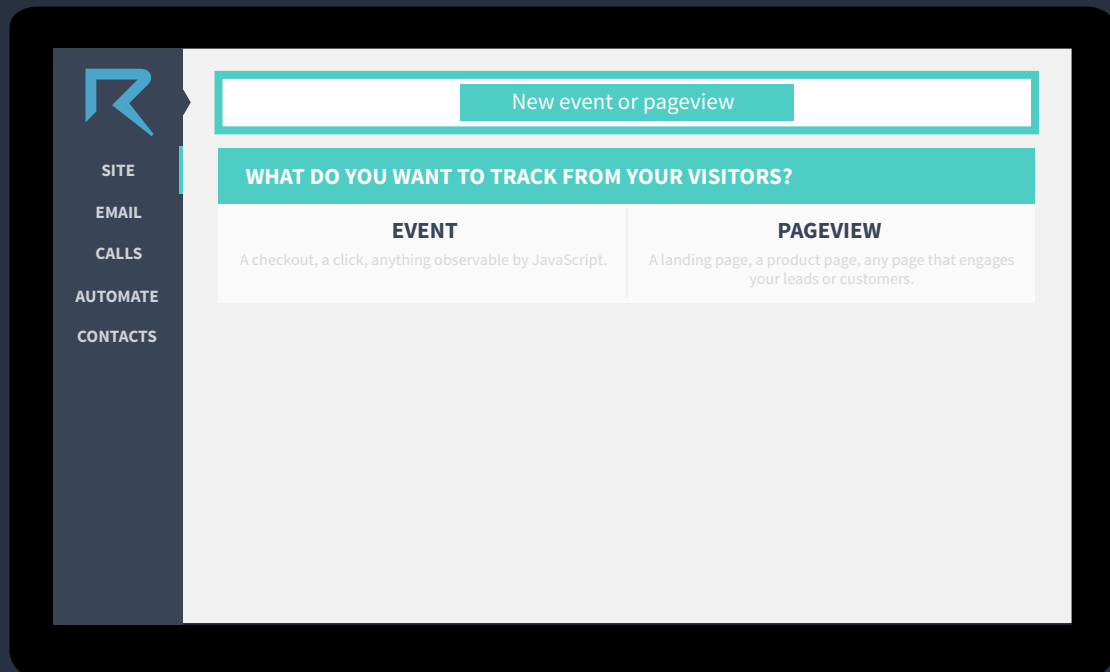 SITE
EMAIL
CALLS
AUTOMATE
CONTACTS
New event or pageview
WHAT DO YOU WANT TO TRACK FROM YOUR VISITORS?
EVENT
A checkout, a click, anything observable by JavaScript.
PAGEVIEW
A landing page, a product page, any page that engages
your leads or customers.